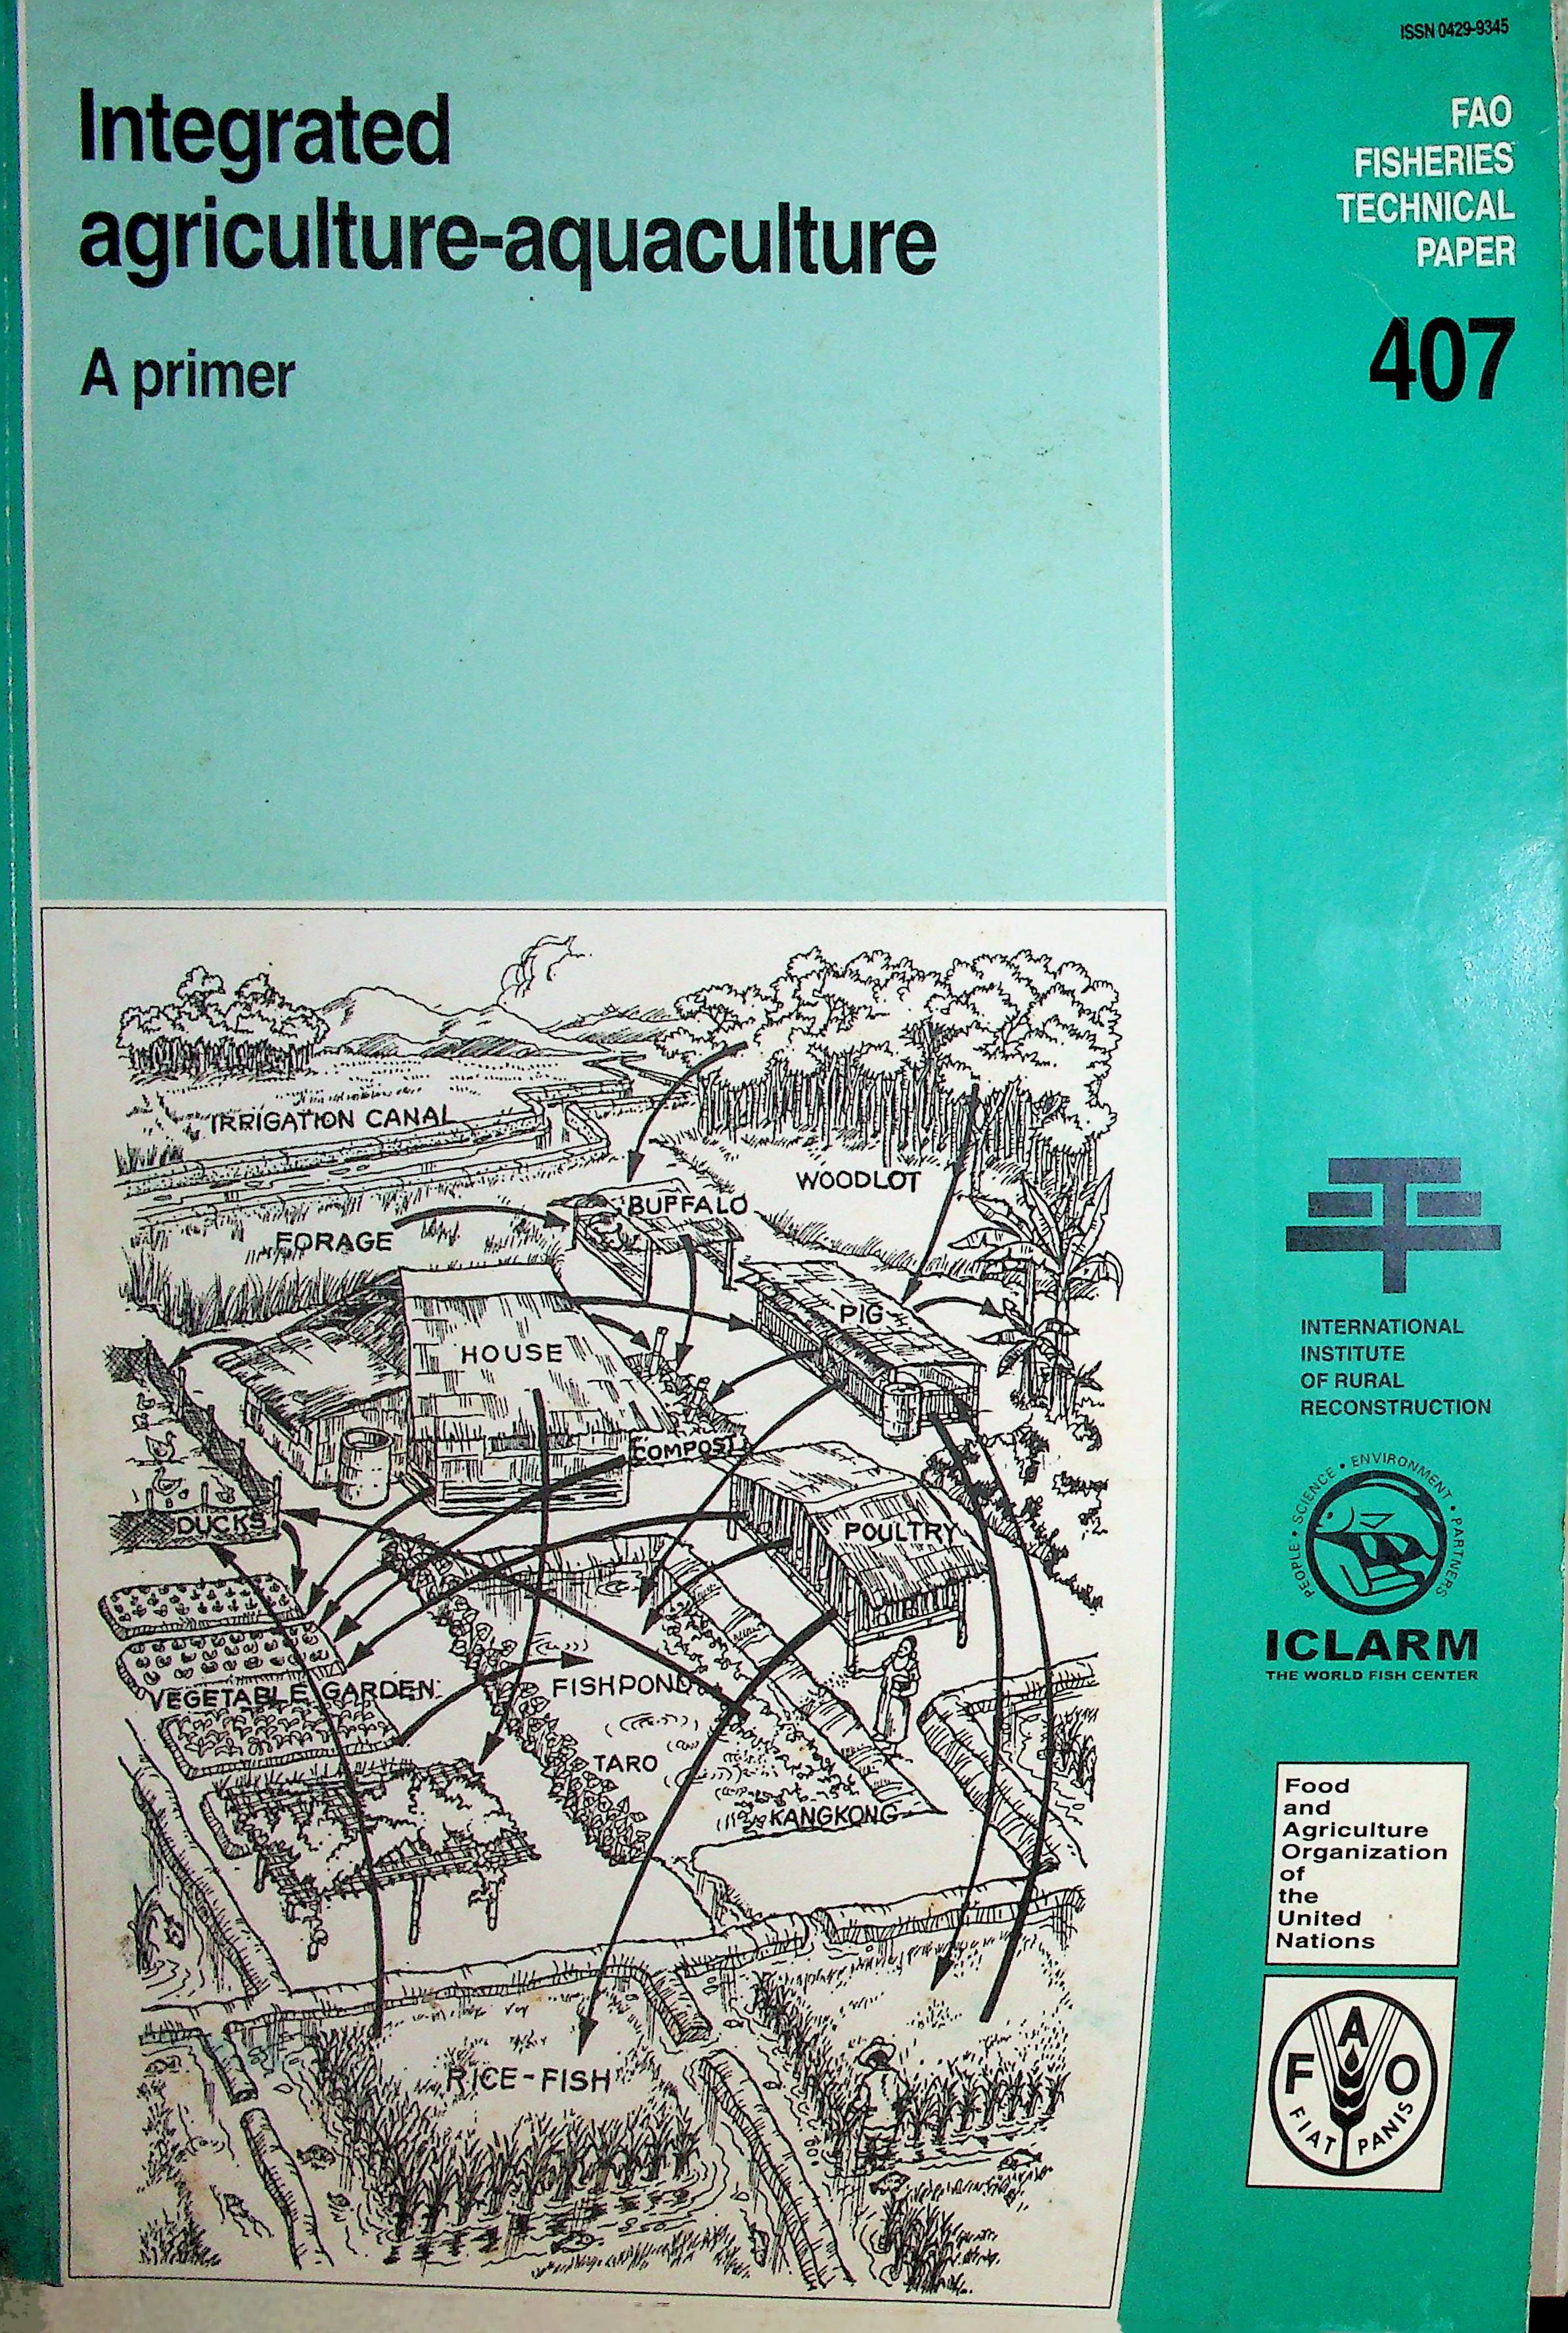 ISSN 0429-9345
Integrated
agriculture-aquaculture
A primer
FAO
FISHERIES
TECHNICAL
PAPER
407
IRRIGATION CANAL
WOODLOT
BUFFALO
FORAGE
PIG
HOUSE
COMPOST
DUCKS
POULTRY
VEGETABLE GARDEN
FISHPOND
TARO
KANGKONG
RICE-FISH
INTERNATIONAL
INSTITUTE
OF RURAL
RECONSTRUCTION
PEOPLE • SCIENCE • ENVIRONMENT • PARTNERS
ICLARM
THE WORLD FISH CENTER
Food
and
Agriculture
Organization
of
the
United
Nations
F A O
FIAT PANIS